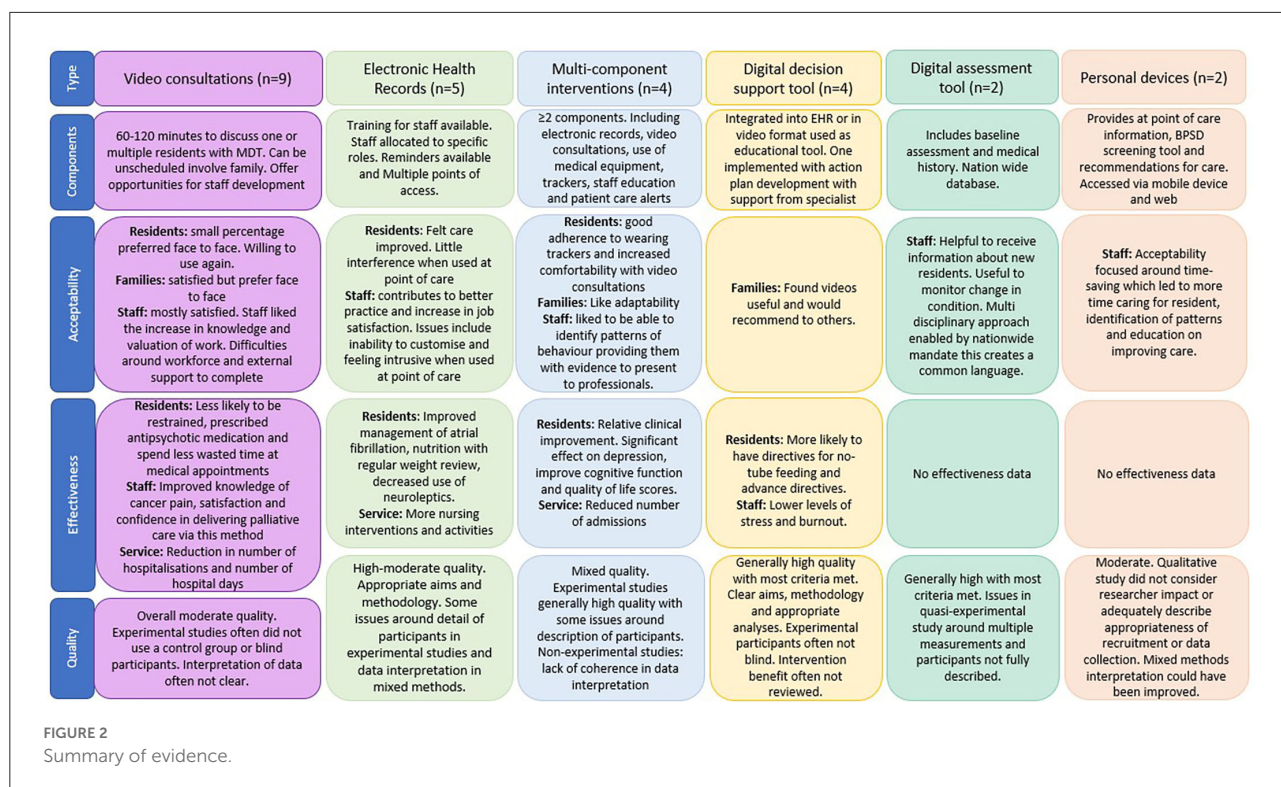 Type
Video consultations (n=9)
Electronic Health
Records (n=5)
Multi-component
interventions (n=4)
Digital decision
support tool (n=4)
Digital assessment
tool (n=2)
Personal devices (n=2)
Components
60-120 minutes to discuss one or
multiple residents with MDT. Can be
unscheduled involve family. Offer
opportunities for staff development
Training for staff available.
Staff allocated to specific
roles. Reminders available
and Multiple points of
access.
≥2 components. Including
electronic records, video
consultations, use of
medical equipment,
trackers, staff education
and patient care alerts
Integrated into EHR or in
video format used as
educational tool. One
implemented with action
plan development with
support from specialist
Includes baseline
assessment and medical
history. Nation wide
database.
Provides at point of care
information, BPSD
screening tool and
recommendations for care.
Accessed via mobile device
and web
Acceptability
Residents: small percentage
preferred face to face. Willing to
use again.
Families: satisfied but prefer face
to face
Staff: mostly satisfied. Staff liked
the increase in knowledge and
valuation of work. Difficulties
around workforce and external
support to complete
Residents: Felt care
improved. Little
interference when used at
point of care
Staff: contributes to better
practice and increase in job
satisfaction. Issues include
inability to customise and
feeling intrusive when used
at point of care
Residents: good
adherence to wearing
trackers and increased
comfortability with video
consultations
Families: Like adaptability
Staff: liked to be able to
identify patterns of
behaviour providing them
with evidence to present
to professionals.
Families: Found videos
useful and would
recommend to others.
Staff: Helpful to receive
information about new
residents. Useful to
monitor change in
condition. Multi
disciplinary approach
enabled by nationwide
mandate this creates a
common language.
Staff: Acceptability
focused around time-
saving which led to more
time caring for resident,
identification of patterns
and education on
improving care.
Effectiveness
Residents: Less likely to be
restrained, prescribed
antipsychotic medication and
spend less wasted time at
medical appointments
Staff: Improved knowledge of
cancer pain, satisfaction and
confidence in delivering palliative
care via this method
Service: Reduction in number of
hospitalisations and number of
hospital days
Residents: Improved
management of atrial
fibrillation, nutrition with
regular weight review,
decreased use of
neuroleptics.
Service: More nursing
interventions and activities
Residents: Relative clinical
improvement. Significant
effect on depression,
improve cognitive function
and quality of life scores.
Service: Reduced number
of admissions
Residents: More likely to
have directives for no-
tube feeding and
advance directives.
Staff: Lower levels of
stress and burnout.
No effectiveness data
No effectiveness data
Quality
Overall moderate quality.
Experimental studies often did not
use a control group or blind
participants. Interpretation of data
often not clear.
High-moderate quality.
Appropriate aims and
methodology. Some
issues around detail of
participants in
experimental studies and
data interpretation in
mixed methods.
Mixed quality.
Experimental studies
generally high quality with
some issues around
description of participants.
Non-experimental studies:
lack of coherence in data
interpretation
Generally high quality
with most criteria met.
Clear aims, methodology
and appropriate
analyses. Experimental
participants often not
blind. Intervention
benefit often not
reviewed.
Generally high with most
criteria met. Issues in
quasi-experimental
study around multiple
measurements and
participants not fully
described.
Moderate. Qualitative
study did not consider
researcher impact or
adequately describe
appropriateness of
recruitment or data
collection. Mixed methods
interpretation could have
been improved.
FIGURE 2
Summary of evidence.